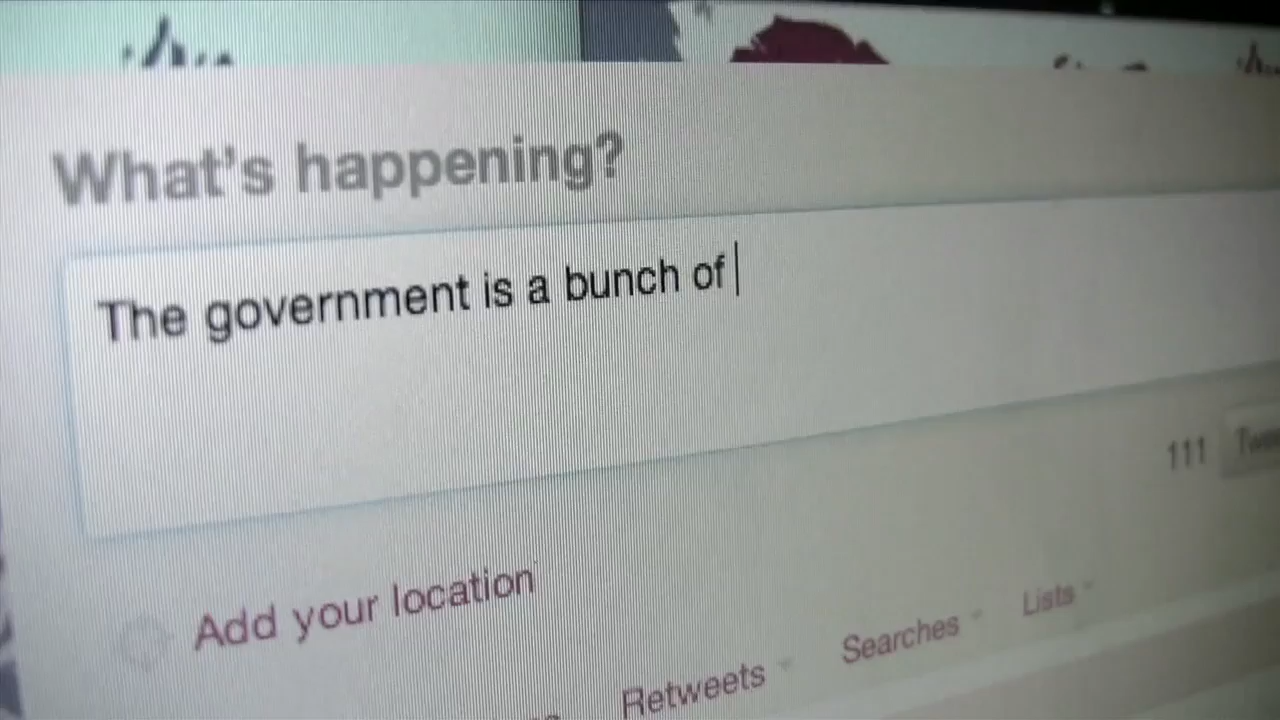 What's happening?
The government is a bunch of
111
Add your location
Retweets Searches Lists